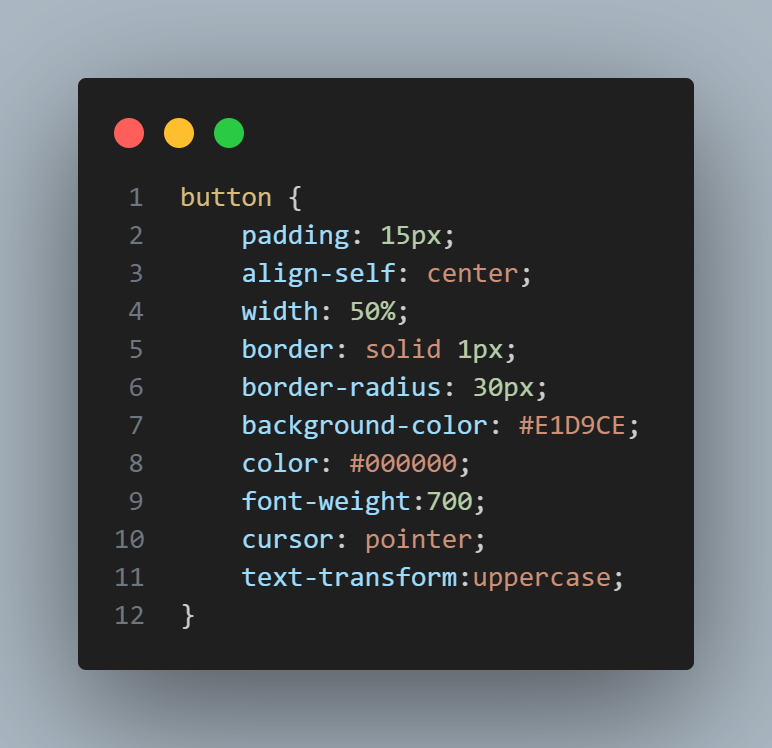 1 button {
2     padding: 15px;
3     align-self: center;
4     width: 50%;
5     border: solid 1px;
6     border-radius: 30px;
7     background-color: #E1D9CE;
8     color: #000000;
9     font-weight:700;
10     cursor: pointer;
11     text-transform:uppercase;
12 }